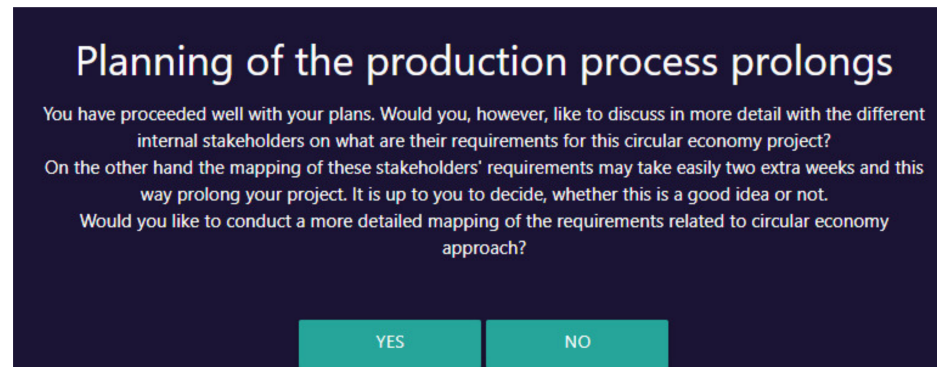 Planning of the production process prolongs
You have proceeded well with your plans. Would you, however, like to discuss in more detail with the different
internal stakeholders on what are their requirements for this circular economy project?
On the other hand the mapping of these stakeholders' requirements may take easily two extra weeks and this
way prolong your project. It is up to you to decide, whether this is a good idea or not.
Would you like to conduct a more detailed mapping of the requirements related to circular economy
approach?
YES NO